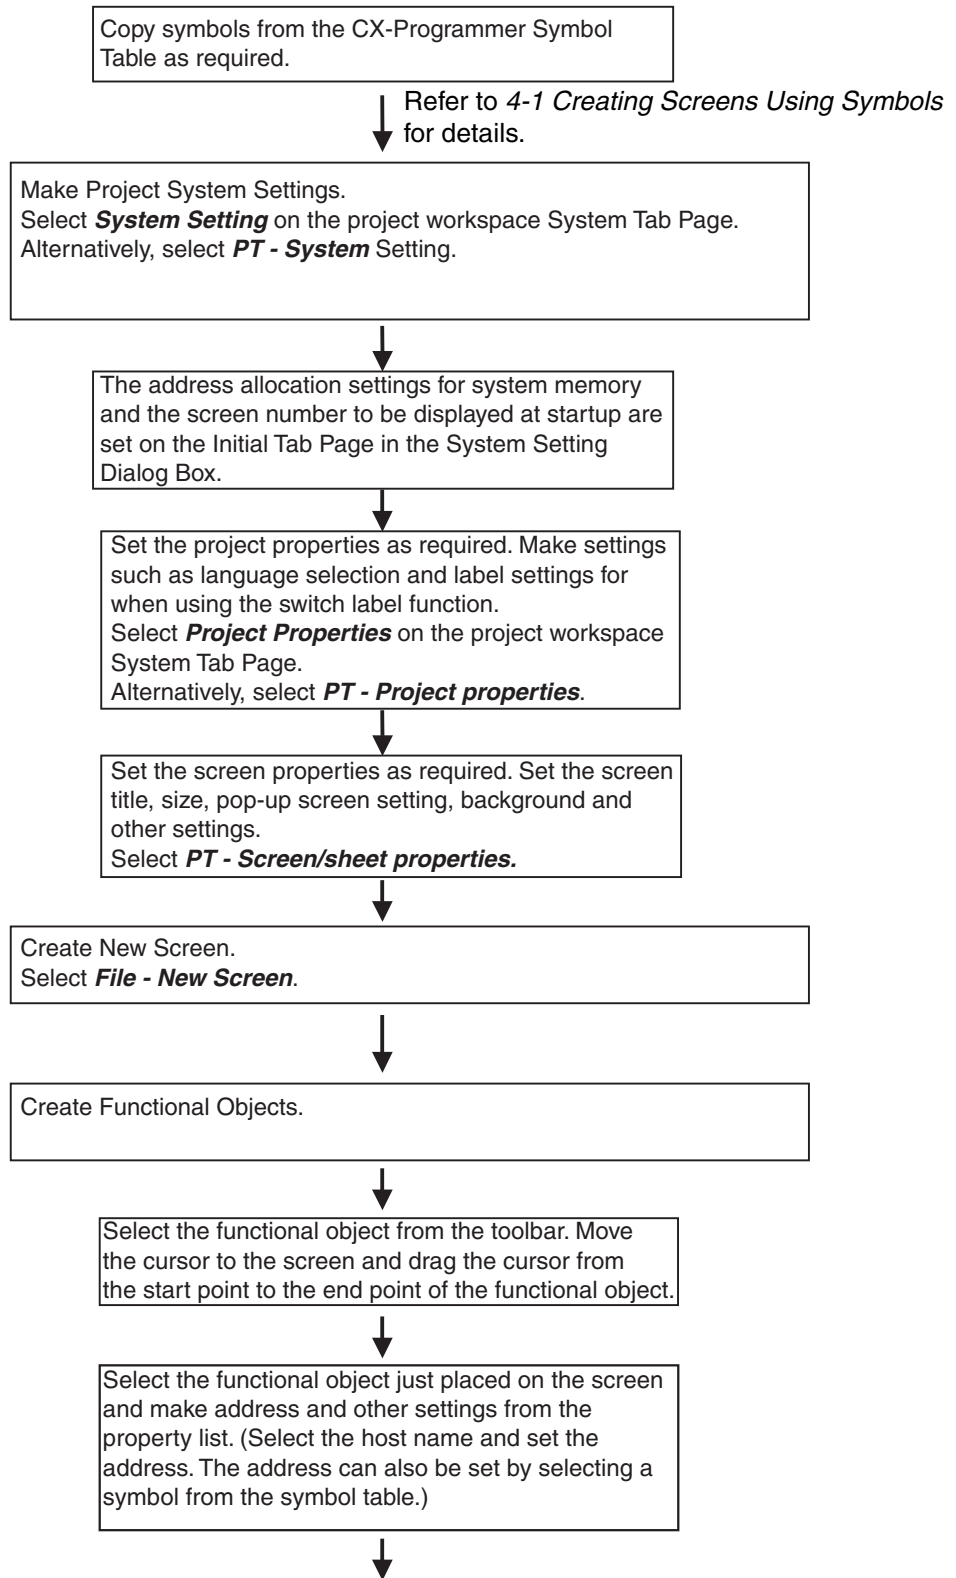 Copy symbols from the CX-Programmer Symbol
Table as required.
Refer to 4-1 Creating Screens Using Symbols
for details.
Make Project System Settings.
Select System Setting on the project workspace System Tab Page.
Alternatively, select PT - System Setting.
The address allocation settings for system memory
and the screen number to be displayed at startup are
set on the Initial Tab Page in the System Setting
Dialog Box.
Set the project properties as required. Make settings
such as language selection and label settings for
when using the switch label function.
Select Project Properties on the project workspace
System Tab Page.
Alternatively, select PT - Project properties.
Set the screen properties as required. Set the screen
title, size, pop-up screen setting, background and
other settings.
Select PT - Screen/sheet properties.
Create New Screen.
Select File - New Screen.
Create Functional Objects.
Select the functional object from the toolbar. Move
the cursor to the screen and drag the cursor from
the start point to the end point of the functional object.
Select the functional object just placed on the screen
and make address and other settings from the
property list. (Select the host name and set the
address. The address can also be set by selecting a
symbol from the symbol table.)